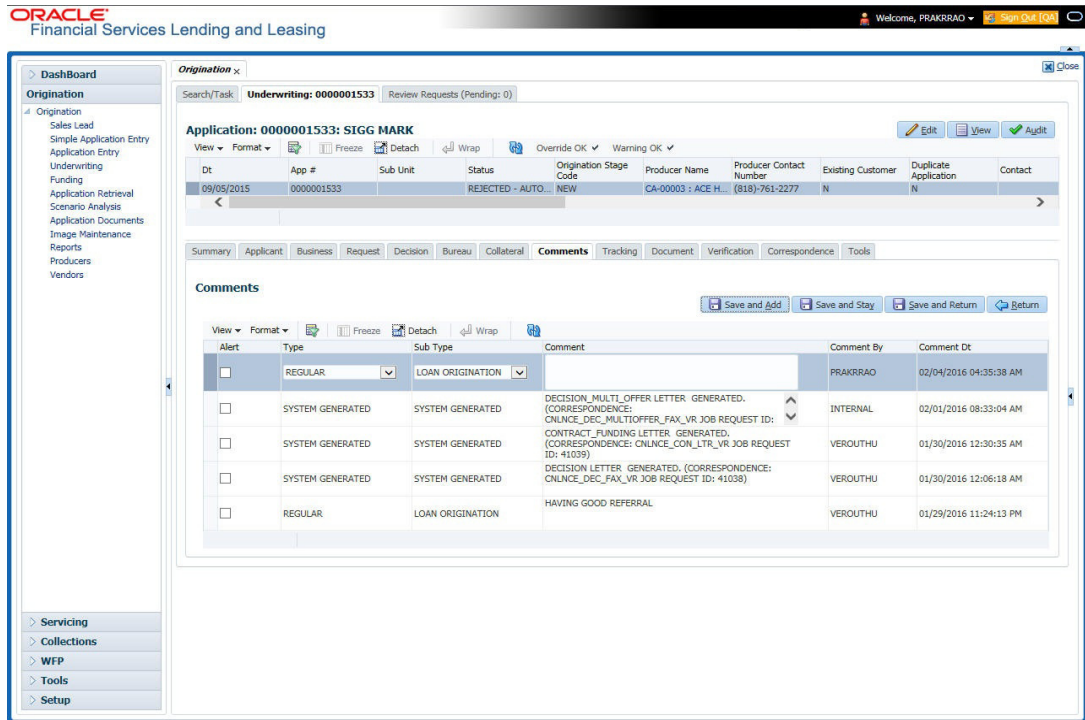 ORACLE
Financial Services Lending and Leasing
Welcome, PRAKRRAO
Sign Out [QA]
Close
DashBoard
Origination
Origination
Sales Lead
Simple Application Entry
Application Entry
Underwriting
Funding
Application Retrieval
Scenario Analysis
Application Documents
Image Maintenance
Reports
Producers
Vendors
Servicing
Collections
WFP
Tools
Setup
Origination
Search/Task Underwriting: 0000001533 Review Requests (Pending: 0)
Application: 0000001533: SIGG MARK
Edit View Audit
View Format Freeze Detach Wrap Override OK Warning OK
Dt App # Sub Unit Status Origination Stage Code Producer Name Producer Contact Number Existing Customer Duplicate Application Contact
09/05/2015 0000001533 REJECTED - AUTO... NEW CA-00003 : ACE H... (818)-761-2277 N N
Summary Applicant Business Request Decision Bureau Collateral Comments Tracking Document Verification Correspondence Tools
Comments
Save and Add Save and Stay Save and Return Return
View Format Freeze Detach Wrap
Alert Type Sub Type Comment Comment By Comment Dt
REGULAR LOAN ORIGINATION PRAKRRAO 02/04/2016 04:35:38 AM
SYSTEM GENERATED SYSTEM GENERATED DECISION_MULTI_OFFER LETTER GENERATED.
(CORRESPONDENCE:
CNLNCE_DEC_MULTIOFFER_FAX_VR JOB REQUEST ID: INTERNAL 02/01/2016 08:33:04 AM
SYSTEM GENERATED SYSTEM GENERATED CONTRACT_FUNDING LETTER GENERATED.
(CORRESPONDENCE: CNLNCE_CON_LTR_VR JOB REQUEST
ID: 41039) VEROUTHU 01/30/2016 12:30:35 AM
SYSTEM GENERATED SYSTEM GENERATED DECISION LETTER GENERATED. (CORRESPONDENCE:
CNLNCE_DEC_FAX_VR JOB REQUEST ID: 41038) VEROUTHU 01/30/2016 12:06:18 AM
REGULAR LOAN ORIGINATION HAVING GOOD REFERRAL VEROUTHU 01/29/2016 11:24:13 PM